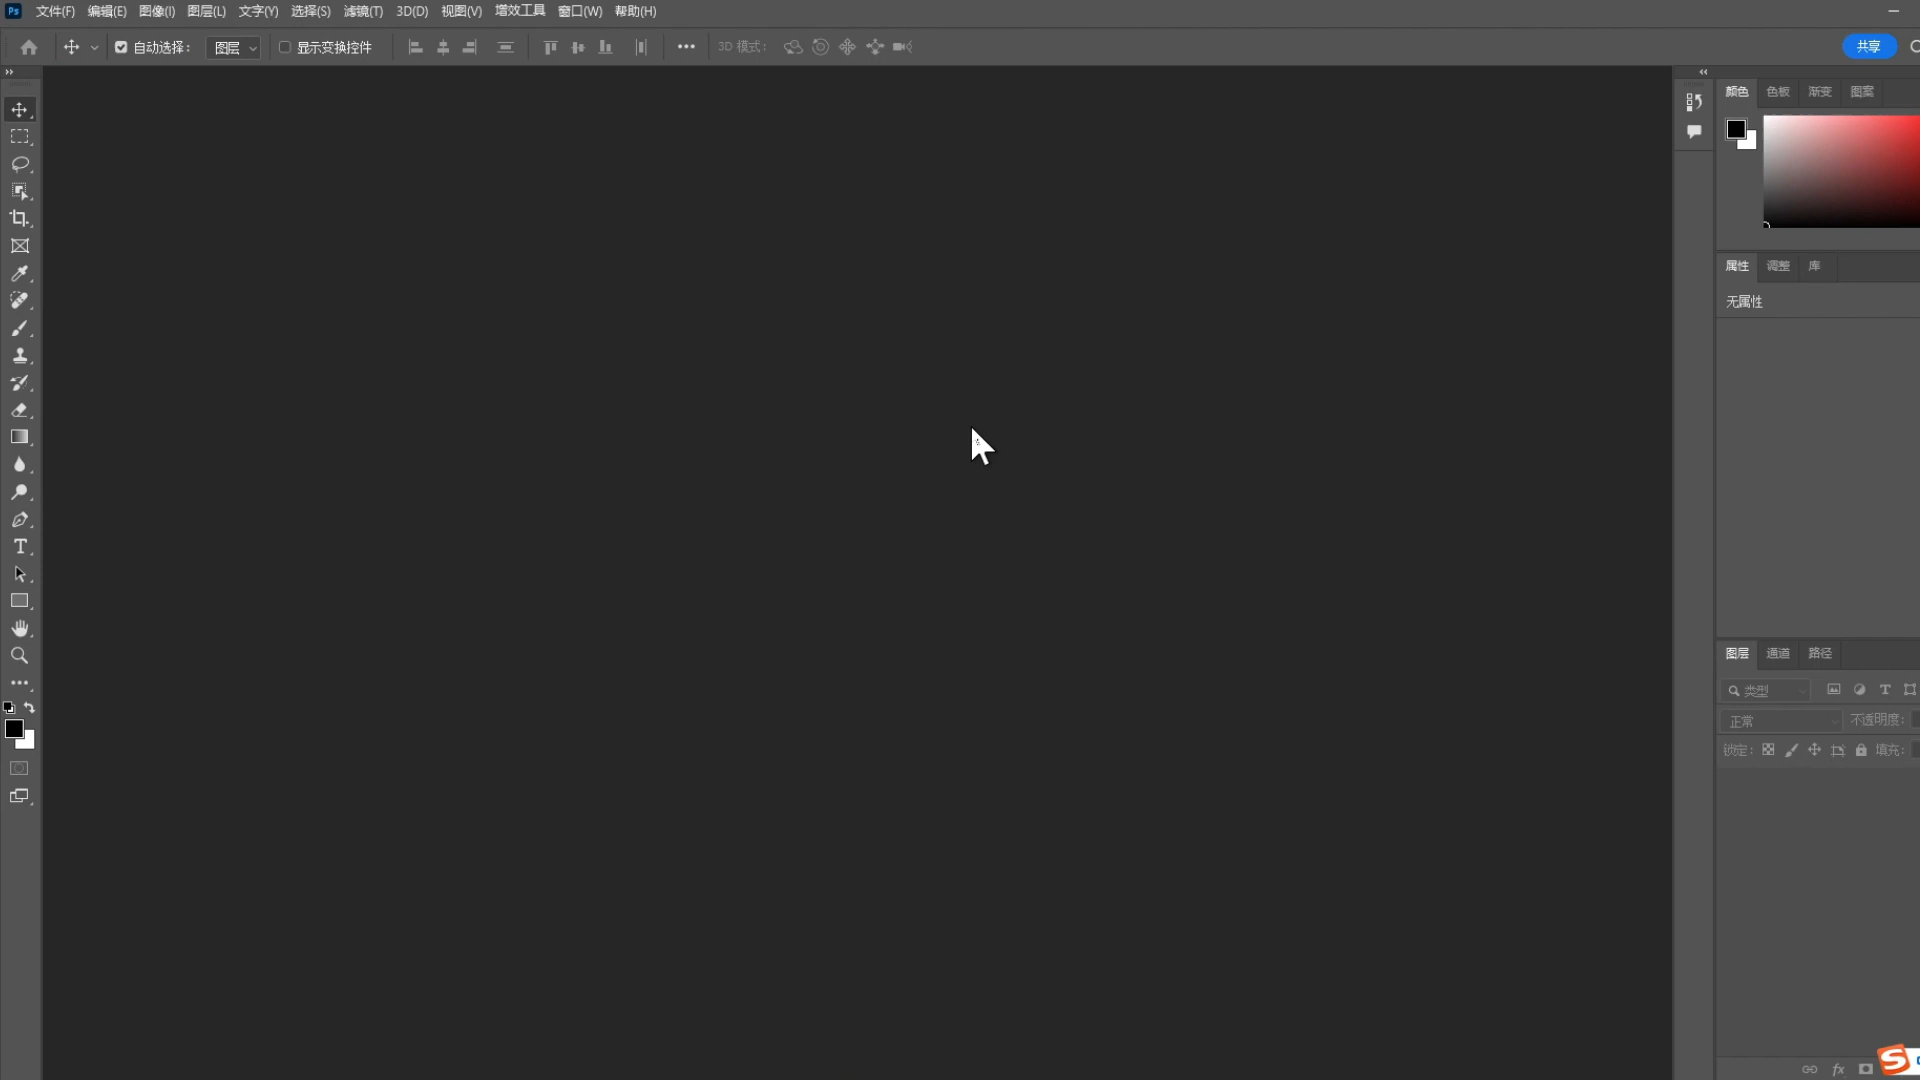 Ps 文件(F) 编辑(E) 图像(I) 图层(L) 文字(Y) 选择(S) 滤镜(T) 3D(D) 视图(V) 增效工具 窗口(W) 帮助(H)
自动选择： 图层 显示变换控件 3D 模式： 共享
颜色 色板 渐变 图案
属性 调整 库
无属性
图层 通道 路径
类型
正常 不透明度：
锁定： 填充：
fx